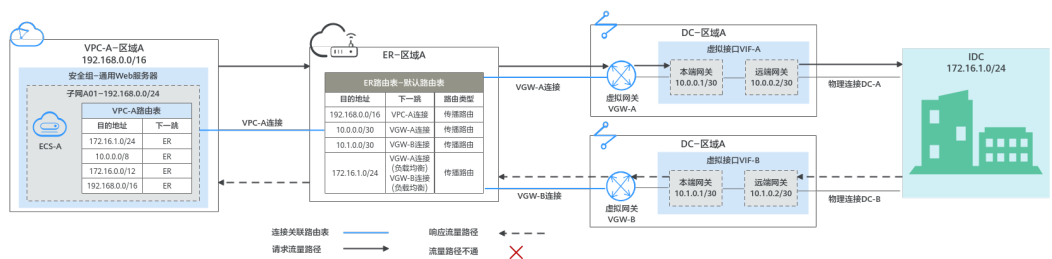 VPC-A-区域A
192.168.0.0/16
安全组-通用Web服务器
子网A01-192.168.0.0/24
ECS-A
VPC-A路由表
目的地址 下一跳
172.16.1.0/24 ER
10.0.0.0/8 ER
172.16.0.0/12 ER
192.168.0.0/16 ER
VPC-A连接
ER-区域A
ER路由表-默认路由表
目的地址 下一跳 路由类型
192.168.0.0/16 VPC-A连接 传播路由
10.0.0.0/30 VGW-A连接 传播路由
10.1.0.0/30 VGW-B连接 传播路由
172.16.1.0/24 VGW-A连接 (负载均衡) VGW-B连接 (负载均衡) 传播路由
VGW-A连接
VGW-B连接
DC-区域A
虚拟接口VIF-A
本端网关
10.0.0.1/30
远端网关
10.0.0.2/30
虚拟网关
VGW-A
物理连接DC-A
DC-区域A
虚拟接口VIF-B
本端网关
10.1.0.1/30
远端网关
10.1.0.2/30
虚拟网关
VGW-B
物理连接DC-B
IDC
172.16.1.0/24
连接关联路由表
响应流量路径
请求流量路径
流量路径不通